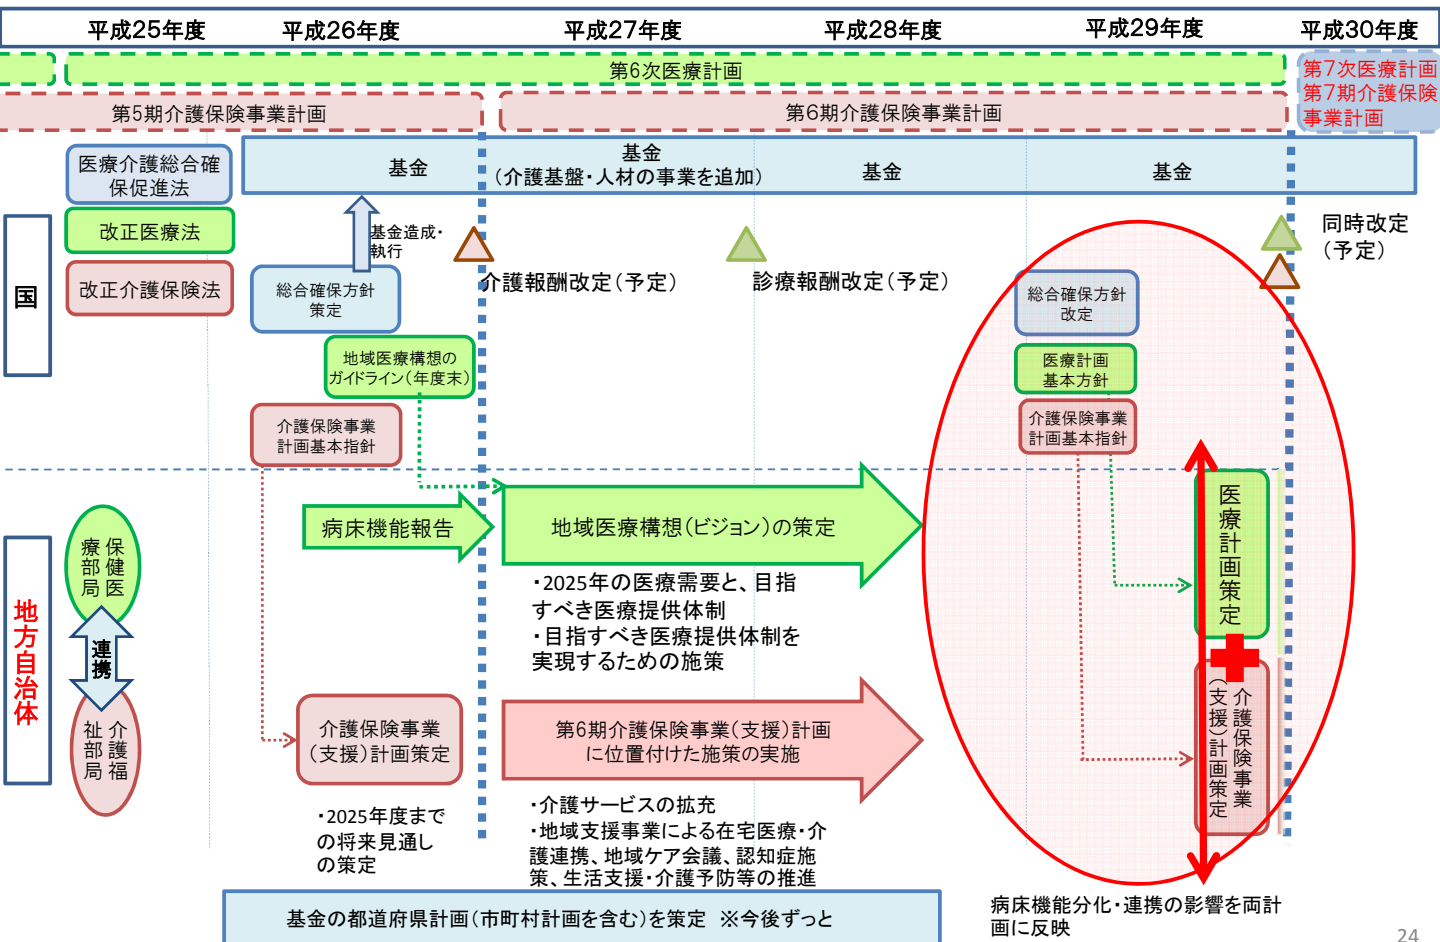 平成25年度
平成26年度
平成27年度
平成28年度
平成29年度
平成30年度
第6次医療計画
第7次医療計画
第7期介護保険
事業計画
第5期介護保険事業計画
第6期介護保険事業計画
医療介護総合確
保促進法
基金
基金
（介護基盤・人材の事業を追加）
基金
基金
改正医療法
改正介護保険法
国
基金造成・
執行
総合確保方針
策定
介護報酬改定（予定）
診療報酬改定（予定）
同時改定
（予定）
地域医療構想の
ガイドライン（年度末）
介護保険事業
計画基本指針
総合確保方針
改定
医療計画
基本方針
介護保険事業
計画基本指針
地方自治体
保健医
療部局
連携
介護福
祉部局
病床機能報告
地域医療構想（ビジョン）の策定
・2025年の医療需要と、目指
すべき医療提供体制
・目指すべき医療提供体制を
実現するための施策
医療計画策定
介護保険事業
（支援）計画策定
第6期介護保険事業（支援）計画
に位置付けた施策の実施
介護保険事業
（支援）計画策定
・2025年度まで
の将来見通し
の策定
・介護サービスの拡充
・地域支援事業による在宅医療・介
護連携、地域ケア会議、認知症施
策、生活支援・介護予防等の推進
基金の都道府県計画（市町村計画を含む）を策定 ※今後ずっと
病床機能分化・連携の影響を両計
画に反映
24